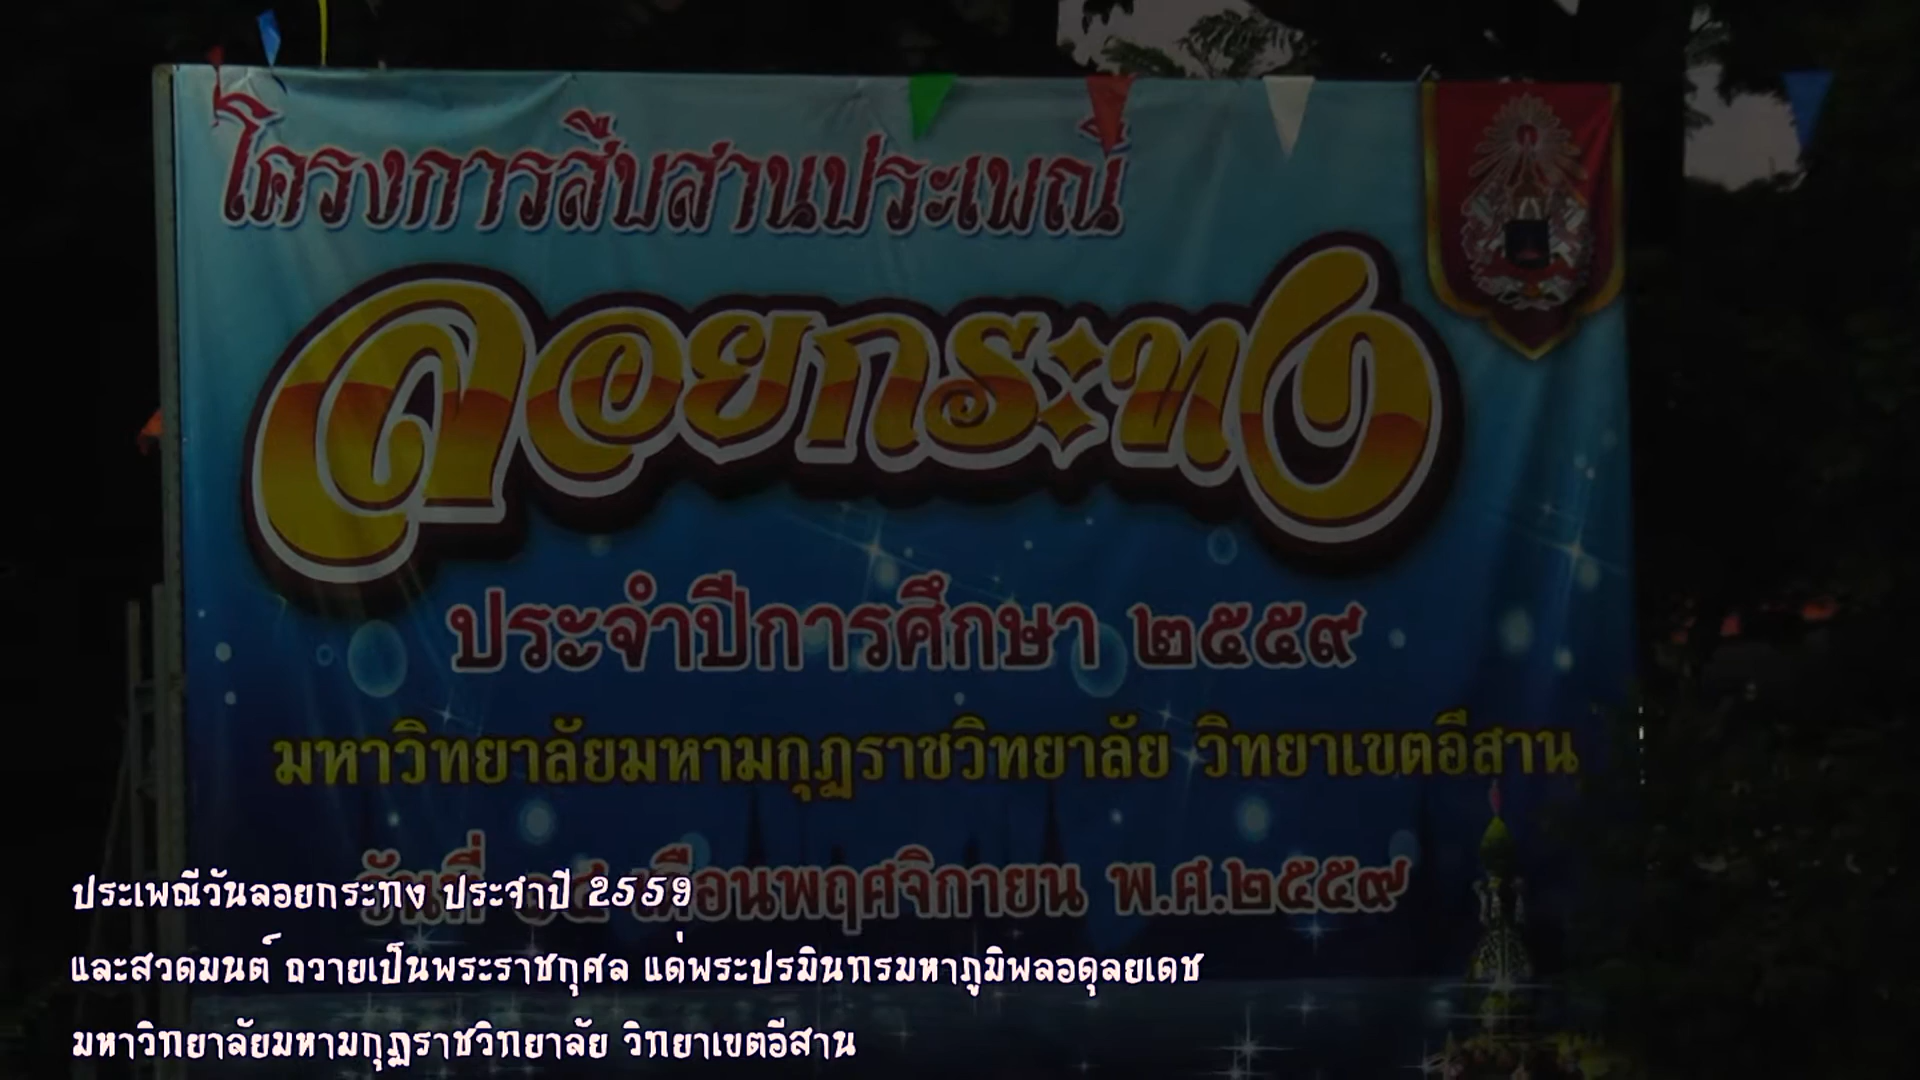 โครงการสืบสานประเพณี
ลอยกระทง
ประจำปีการศึกษา ๒๕๕๙
มหาวิทยาลัยมหามกุฏราชวิทยาลัย วิทยาเขตอีสาน
วันที่ ๑๔ เดือนพฤศจิกายน พ.ศ.๒๕๕๙
ประเพณีวันลอยกระทง ประจำปี 2559
และสวดมนต์ ถวายเป็นพระราชกุศล แด่พระปรมินทรมหาภูมิพลอดุลยเดช
มหาวิทยาลัยมหามกุฏราชวิทยาลัย วิทยาเขตอีสาน